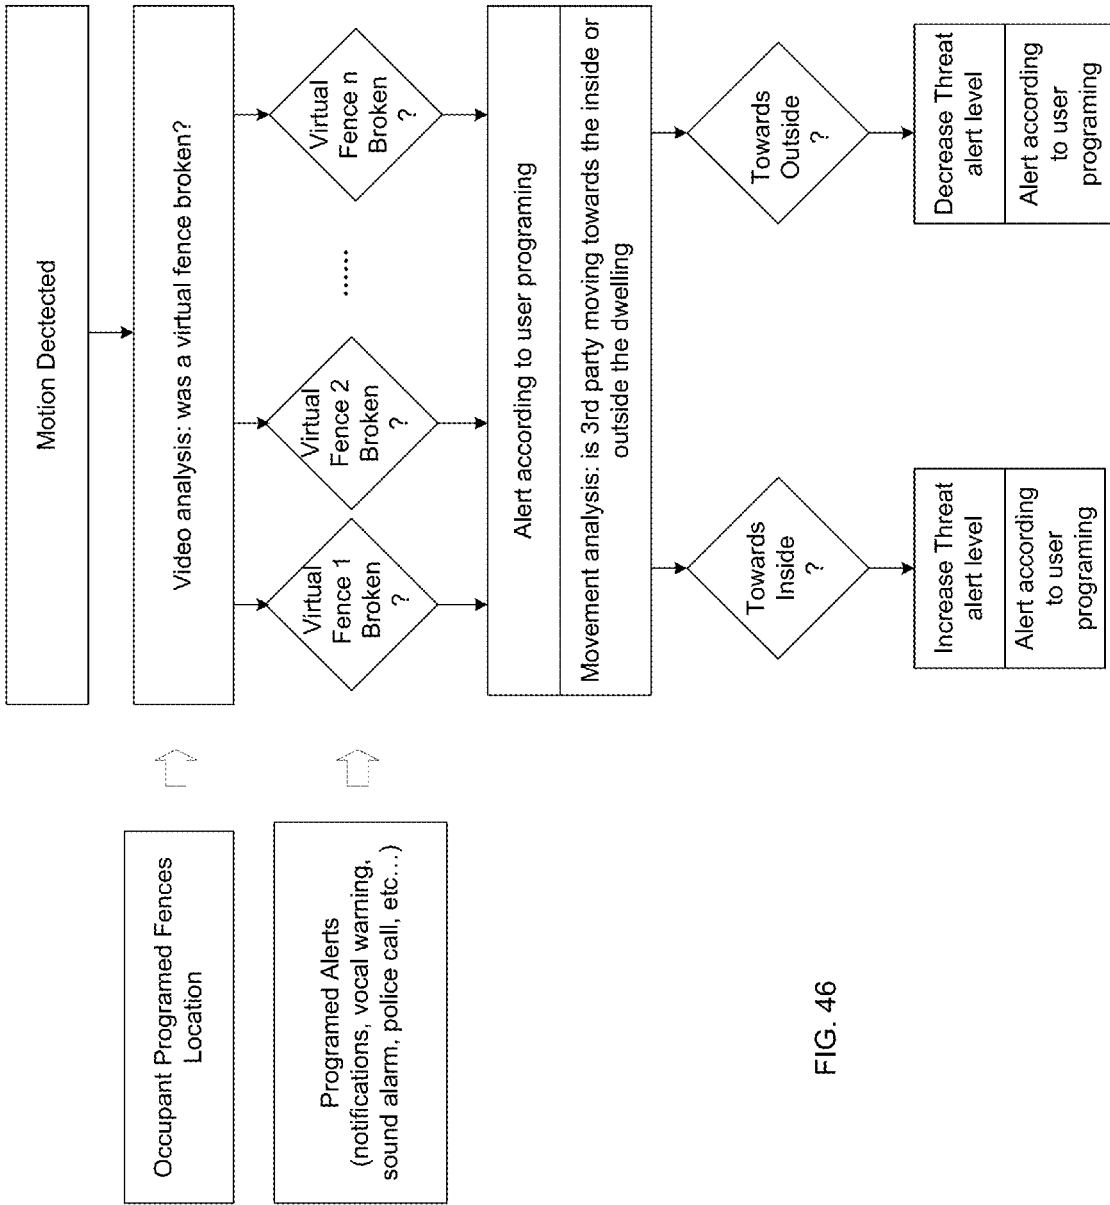 Motion Dectected
Occupant Programed Fences
Location
Video analysis: was a virtual fence broken?
Programed Alerts
(notifications, vocal warning,
sound alarm, police call, etc...)
Virtual
Fence 1
Broken
?
Virtual
Fence 2
Broken
?
......
Virtual
Fence n
Broken
?
Alert according to user programing
Movement analysis: is 3rd party moving towards the inside or
outside the dwelling
Towards
Inside
?
Towards
Outside
?
Increase Threat
alert level
Alert according
to user
programing
Decrease Threat
alert level
Alert according
to user
programing
FIG. 46